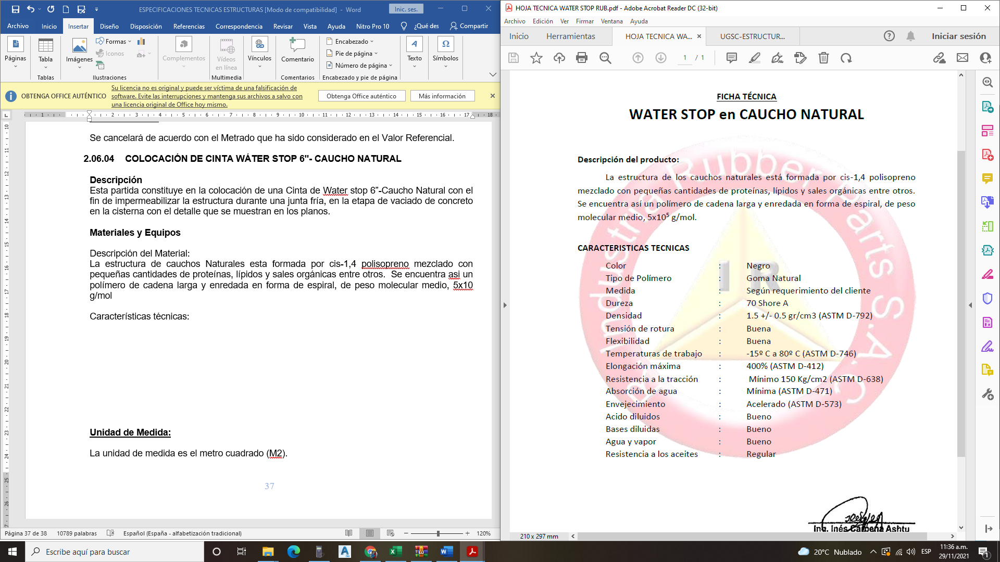 ESPECIFICACIONES TECNICAS ESTRUCTURAS [Modo de compatibilidad] - Word
Inic. ses.
Archivo Inicio Insertar Diseño Disposición Referencias Correspondencia Revisar Vista Ayuda Nitro Pro 10 ¿Qué des Compartir
Páginas
Tabla
Tablas
Imágenes
Formas
Iconos
Ilustraciones
Complementos
Vídeos
en línea
Multimedia
Vínculos
Comentario
Comentarios
Encabezado
Pie de página
Número de página
Encabezado y pie de página
Texto
Símbolos
OBTENGA OFFICE AUTÉNTICO
Su licencia no es original y puede ser víctima de una falsificación de
software. Evite las interrupciones y mantenga sus archivos a salvo con
una licencia original de Office hoy mismo.
Obtenga Office auténtico
Más información
Se cancelará de acuerdo con el Metrado que ha sido considerado en el Valor Referencial.
2.06.04 COLOCACIÓN DE CINTA WÁTER STOP 6"- CAUCHO NATURAL
Descripción
Esta partida constituye en la colocación de una Cinta de Water stop 6”-Caucho Natural con el
fin de impermeabilizar la estructura durante una junta fría, en la etapa de vaciado de concreto
en la cisterna con el detalle que se muestran en los planos.
Materiales y Equipos
Descripción del Material:
La estructura de cauchos Naturales esta formada por cis-1,4 polisopreno mezclado con
pequeñas cantidades de proteínas, lípidos y sales orgánicas entre otros. Se encuentra asi un
polímero de cadena larga y enredada en forma de espiral, de peso molecular medio, 5x10
g/mol
Características técnicas:
Unidad de Medida:
La unidad de medida es el metro cuadrado (M2).
37
Página 37 de 38 10789 palabras Español (España - alfabetización tradicional) 120%
HOJA TECNICA WATER STOP RUB.pdf - Adobe Acrobat Reader DC (32-bit)
Archivo Edición Ver Firmar Ventana Ayuda
Inicio Herramientas HOJA TECNICA WA... UGSC-ESTRUCTUR... Iniciar sesión
1 / 1
FICHA TÉCNICA
WATER STOP en CAUCHO NATURAL
Descripción del producto:
La estructura de los cauchos naturales está formada por cis-1,4 polisopreno
mezclado con pequeñas cantidades de proteínas, lípidos y sales orgánicas entre otros.
Se encuentra así un polímero de cadena larga y enredada en forma de espiral, de peso
molecular medio, 5x10⁵ g/mol.
CARACTERISTICAS TECNICAS
Color : Negro
Tipo de Polímero : Goma Natural
Medida : Según requerimiento del cliente
Dureza : 70 Shore A
Densidad : 1.5 +/- 0.5 gr/cm3 (ASTM D-792)
Tensión de rotura : Buena
Flexibilidad : Buena
Temperaturas de trabajo : -15º C a 80º C (ASTM D-746)
Elongación máxima : 400% (ASTM D-412)
Resistencia a la tracción : Mínimo 150 Kg/cm2 (ASTM D-638)
Absorción de agua : Mínima (ASTM D-471)
Envejecimiento : Acelerado (ASTM D-573)
Acido diluidos : Bueno
Bases diluidas : Bueno
Agua y vapor : Bueno
Resistencia a los aceites : Regular
Industria Rubber Parts S.A.C
I R
Ing. Inés Carbena Ashtu
210 x 297 mm
Escribe aquí para buscar
20°C Nublado
ESP
11:36 a.m.
29/11/2021